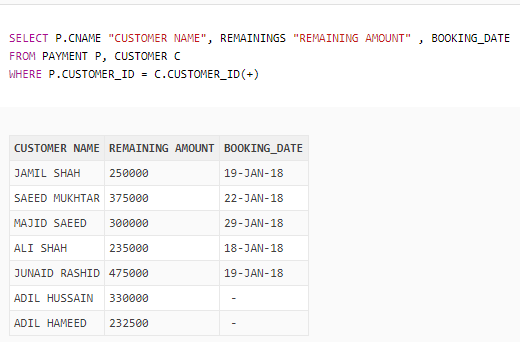 SELECT P.CNAME "CUSTOMER NAME", REMAININGS "REMAINING AMOUNT" , BOOKING_DATE
FROM PAYMENT P, CUSTOMER C
WHERE P.CUSTOMER_ID = C.CUSTOMER_ID(+)
CUSTOMER NAME REMAINING AMOUNT BOOKING_DATE
JAMIL SHAH 250000 19-JAN-18
SAEED MUKHTAR 375000 22-JAN-18
MAJID SAEED 300000 29-JAN-18
ALI SHAH 235000 18-JAN-18
JUNAID RASHID 475000 19-JAN-18
ADIL HUSSAIN 330000 -
ADIL HAMEED 232500 -